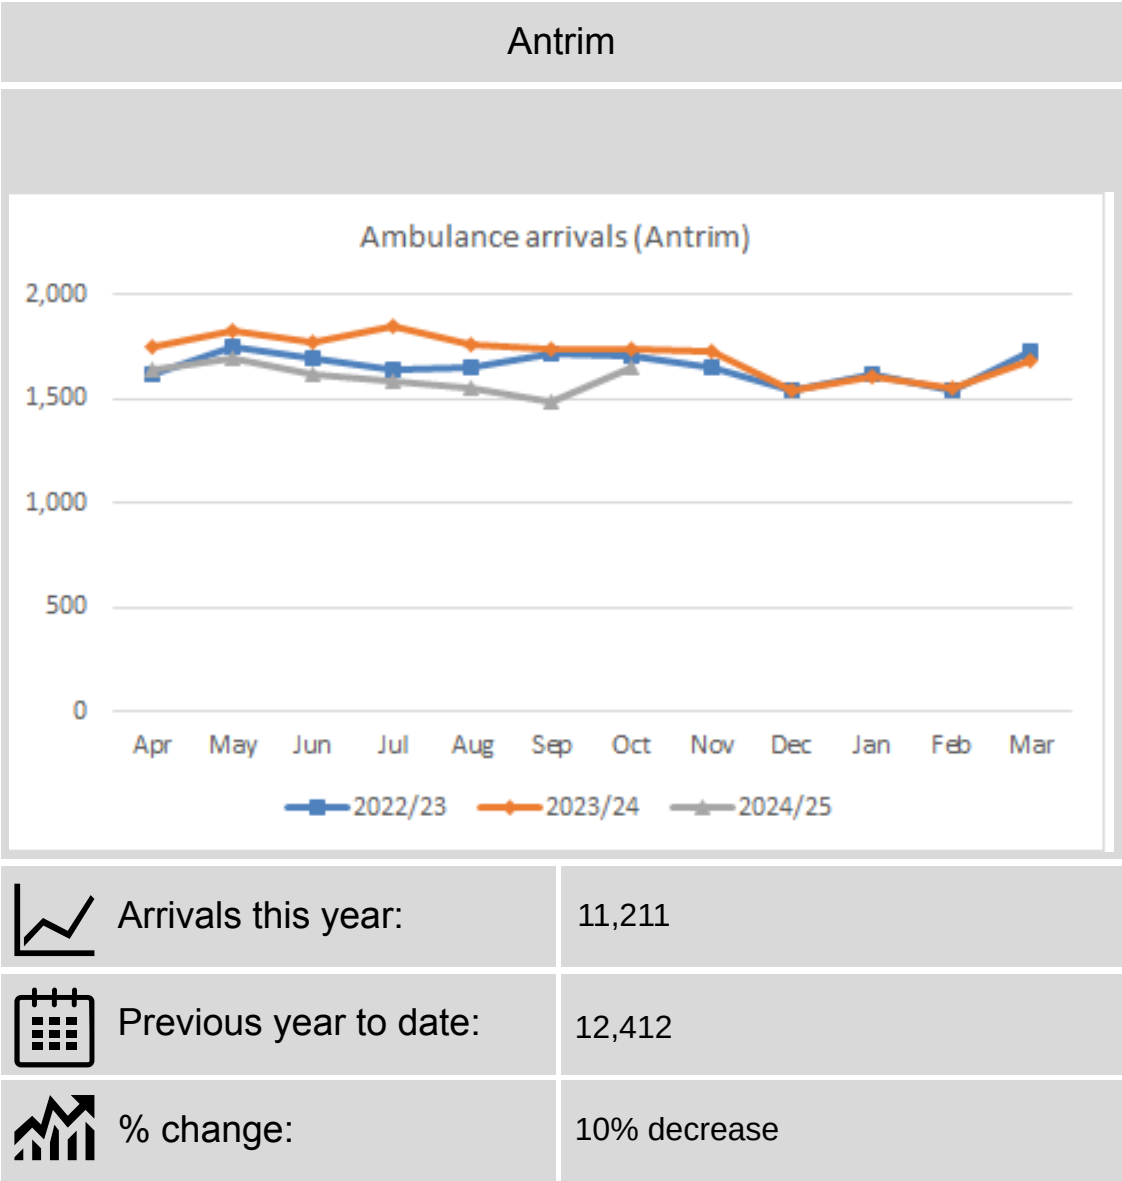 Antrim
Ambulance arrivals (Antrim)
2,000
1,500
1,000
500
0
Apr May Jun Jul Aug Sep Oct Nov Dec Jan Feb Mar
2022/23 2023/24 2024/25
Arrivals this year: 11,211
Previous year to date: 12,412
% change: 10% decrease